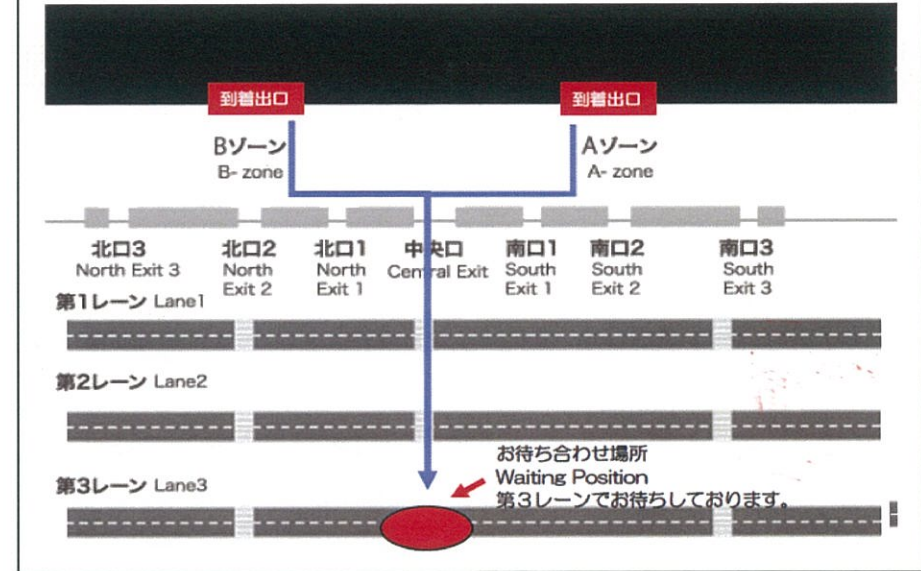 到着出口
到着出口
Bゾーン
B- zone
Aゾーン
A- zone
北口3
North Exit 3
北口2
North
Exit 2
北口1
North
Exit 1
中央口
Central Exit
南口1
South
Exit 1
南口2
South
Exit 2
南口3
South
Exit 3
第1レーン Lane1
第2レーン Lane2
第3レーン Lane3
お待ち合わせ場所
Waiting Position
第3レーンでお待ちしております。